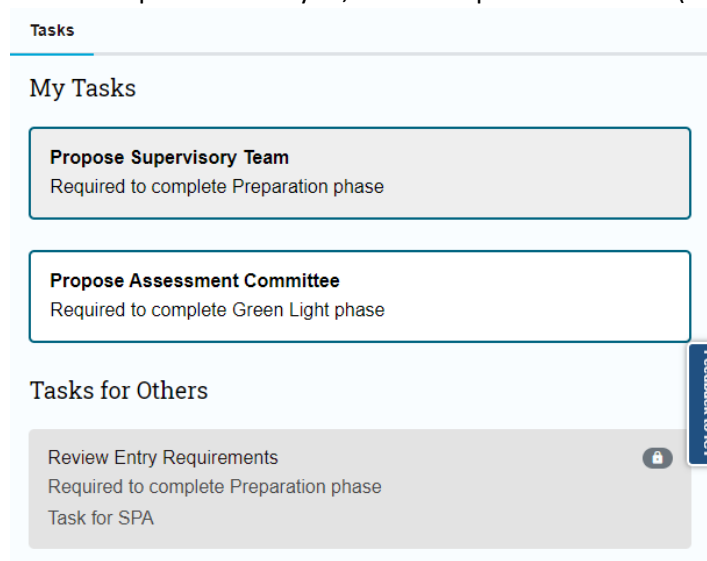 Tasks
My Tasks
Propose Supervisory Team
Required to complete Preparation phase
Propose Assessment Committee
Required to complete Green Light phase
Tasks for Others
Review Entry Requirements
Required to complete Preparation phase
Task for SPA